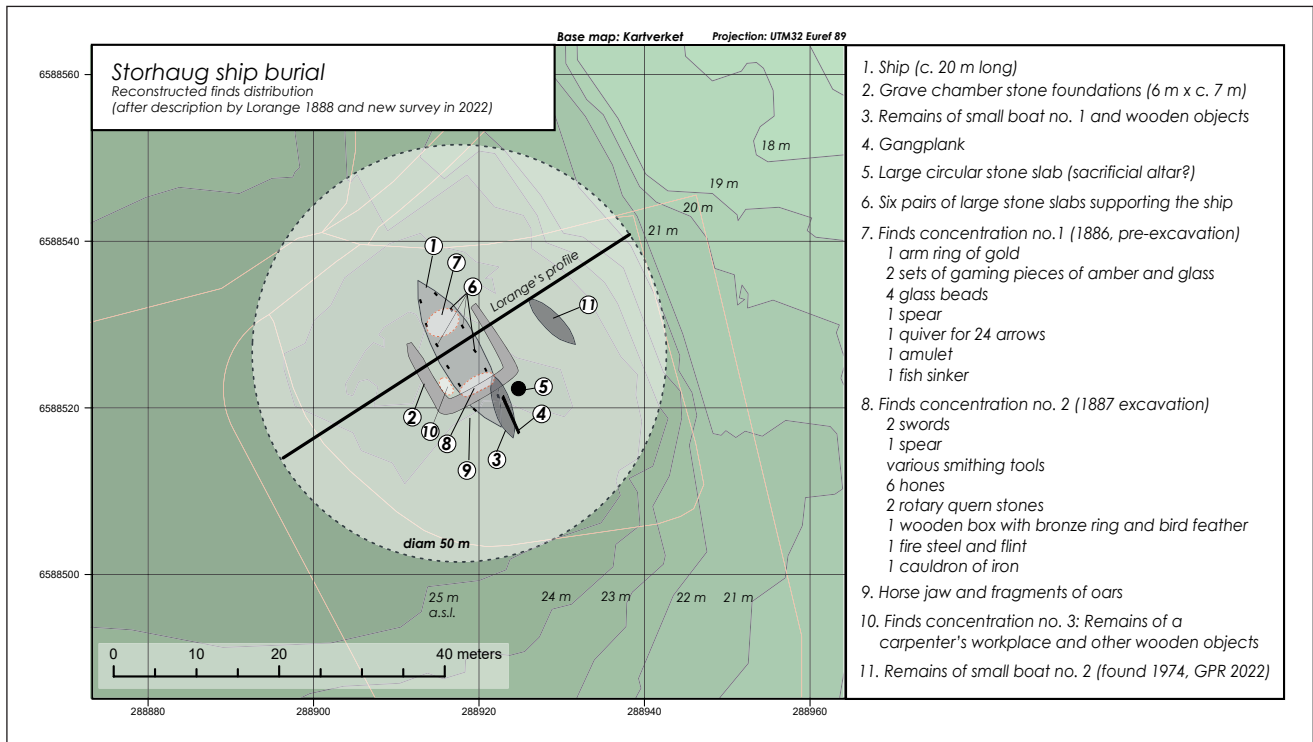 Base map: Kartverket
Projection: UTM32 Euref 89
Storhaug ship burial
Reconstructed finds distribution
(after description by Lorange 1888 and new survey in 2022)
6588560
6588540
6588520
6588500
18 m
19 m
20 m
21 m
Lorange's profile
1
7
6
11
5
4
2
10
8
9
3
diam 50 m
25 m
a.s.l.
24 m
23 m
22 m
21 m
0
10
20
40 meters
288880
288900
288920
288940
288960
1. Ship (c. 20 m long)
2. Grave chamber stone foundations (6 m x c. 7 m)
3. Remains of small boat no. 1 and wooden objects
4. Gangplank
5. Large circular stone slab (sacrificial altar?)
6. Six pairs of large stone slabs supporting the ship
7. Finds concentration no.1 (1886, pre-excavation)
1 arm ring of gold
2 sets of gaming pieces of amber and glass
4 glass beads
1 spear
1 quiver for 24 arrows
1 amulet
1 fish sinker
8. Finds concentration no. 2 (1887 excavation)
2 swords
1 spear
various smithing tools
6 hones
2 rotary quern stones
1 wooden box with bronze ring and bird feather
1 fire steel and flint
1 cauldron of iron
9. Horse jaw and fragments of oars
10. Finds concentration no. 3: Remains of a
carpenter's workplace and other wooden objects
11. Remains of small boat no. 2 (found 1974, GPR 2022)